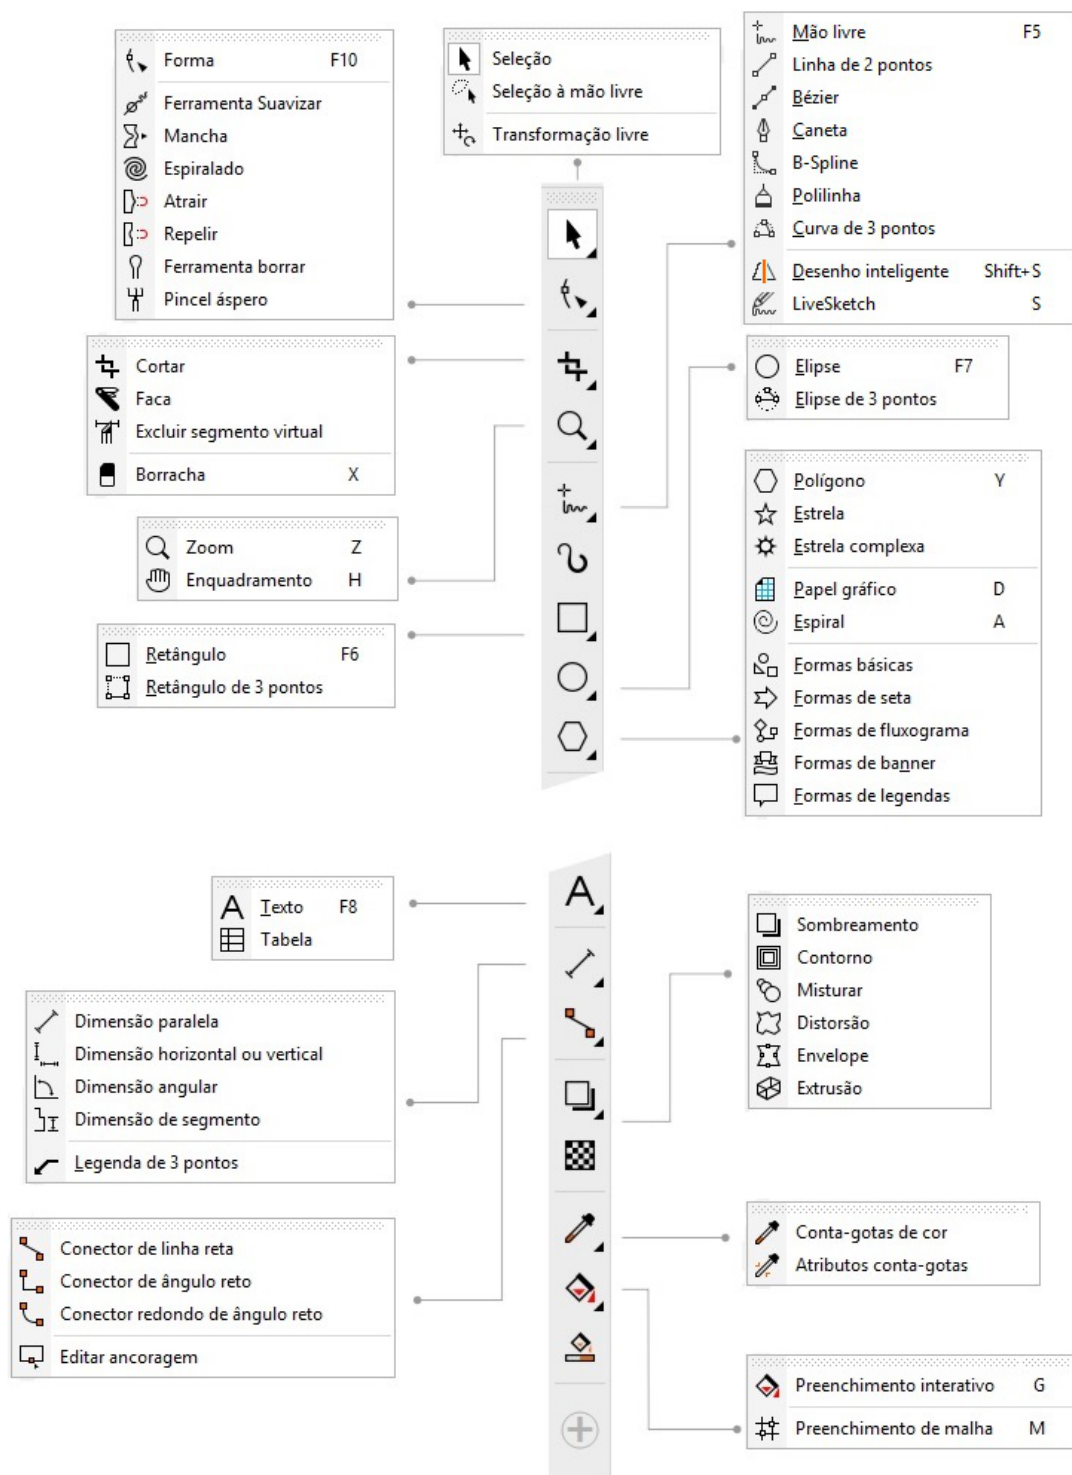 Forma F10
Ferramenta Suavizar
Mancha
Espiralado
Atrair
Repelir
Ferramenta borrar
Pincel áspero
Seleção
Seleção à mão livre
Transformação livre
Mão livre F5
Linha de 2 pontos
Bézier
Caneta
B-Spline
Polilinha
Curva de 3 pontos
Desenho inteligente Shift+S
LiveSketch S
Cortar
Faca
Excluir segmento virtual
Borracha X
Elipse F7
Elipse de 3 pontos
Zoom Z
Enquadramento H
Polígono Y
Estrela
Estrela complexa
Papel gráfico D
Espiral A
Formas básicas
Formas de seta
Formas de fluxograma
Formas de banner
Formas de legendas
Retângulo F6
Retângulo de 3 pontos
A
A Texto F8
Tabela
Sombreamento
Contorno
Misturar
Distorsão
Envelope
Extrusão
Dimensão paralela
Dimensão horizontal ou vertical
Dimensão angular
Dimensão de segmento
Legenda de 3 pontos
Conector de linha reta
Conector de ângulo reto
Conector redondo de ângulo reto
Editar ancoragem
Conta-gotas de cor
Atributos conta-gotas
Preenchimento interativo G
Preenchimento de malha M